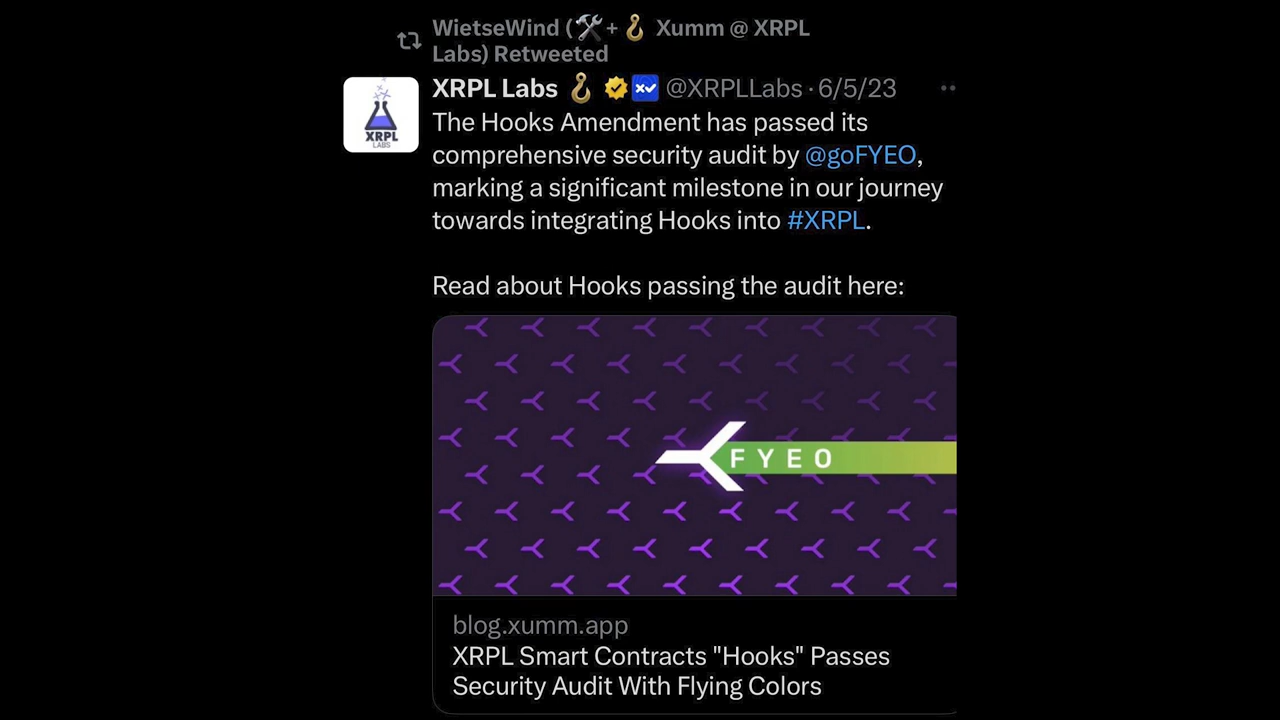 WietseWind (🛠+🪝 Xumm @ XRPL
Labs) Retweeted
XRPL Labs 🪝 @XRPLLabs · 6/5/23
XRPL
LABS
The Hooks Amendment has passed its
comprehensive security audit by @goFYEO,
marking a significant milestone in our journey
towards integrating Hooks into #XRPL.
Read about Hooks passing the audit here:
FYEO
blog.xumm.app
XRPL Smart Contracts "Hooks" Passes
Security Audit With Flying Colors